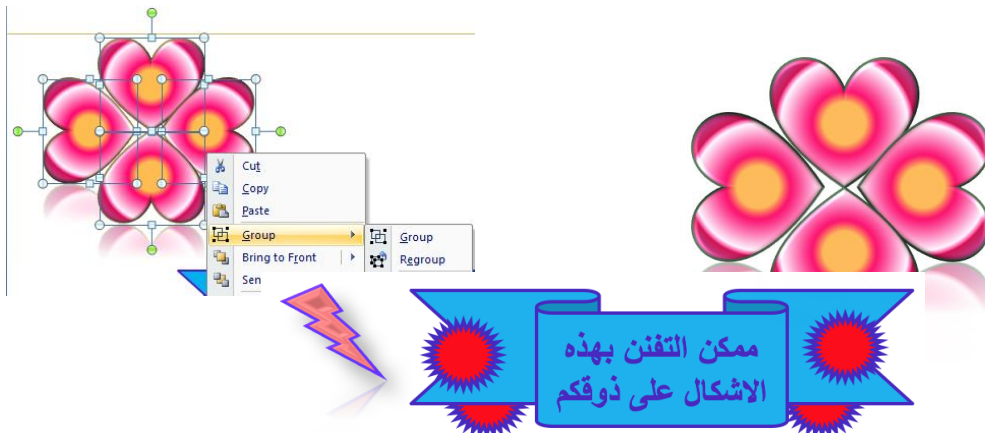 Cut
Copy
Paste
Group
Group
Bring to Front
Regroup
Sen
ممكن التفنن بهذه
الاشكال على ذوقكم